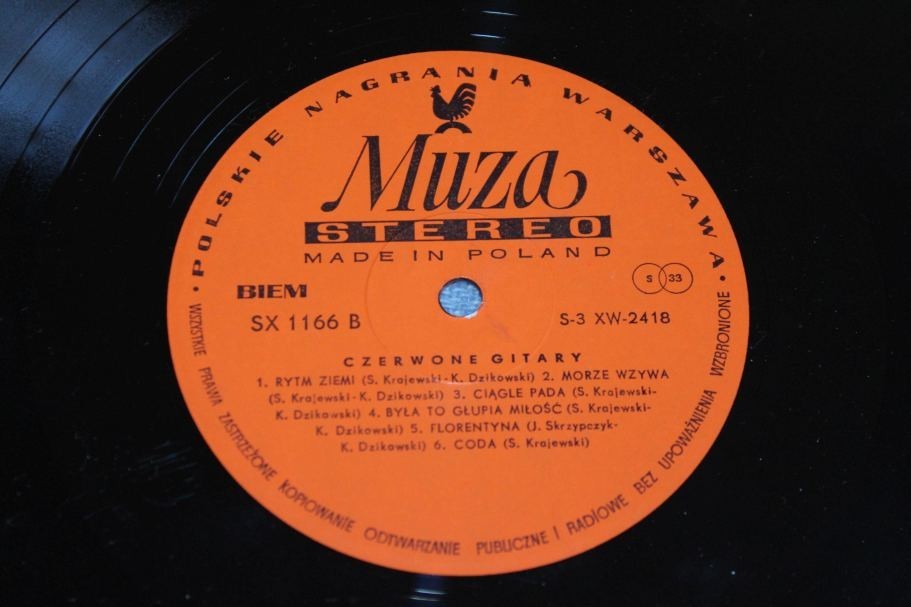 • POLSKIE NAGRANIA WARSZAWA •
Muza
STEREO
MADE IN POLAND
BIEM
S 33
SX 1166 B
S-3 XW-2418
CZERWONE GITARY
1. RYTM ZIEMI (S. Krajewski-K. Dzikowski) 2. MORZE WZYWA
(S. Krajewski-K. Dzikowski) 3. CIĄGLE PADA (S. Krajewski-
K. Dzikowski) 4. BYŁA TO GŁUPIA MIŁOŚĆ (S. Krajewski-
K. Dzikowski) 5. FLORENTYNA (J. Skrzypczyk-
K. Dzikowski) 6. CODA (S. Krajewski)
WSZYSTKIE PRAWA ZASTRZEŻONE KOPIOWANIE ODTWARZANIE PUBLICZNE I RADIOWE BEZ UPOWAŻNIENIA WZBRONIONE